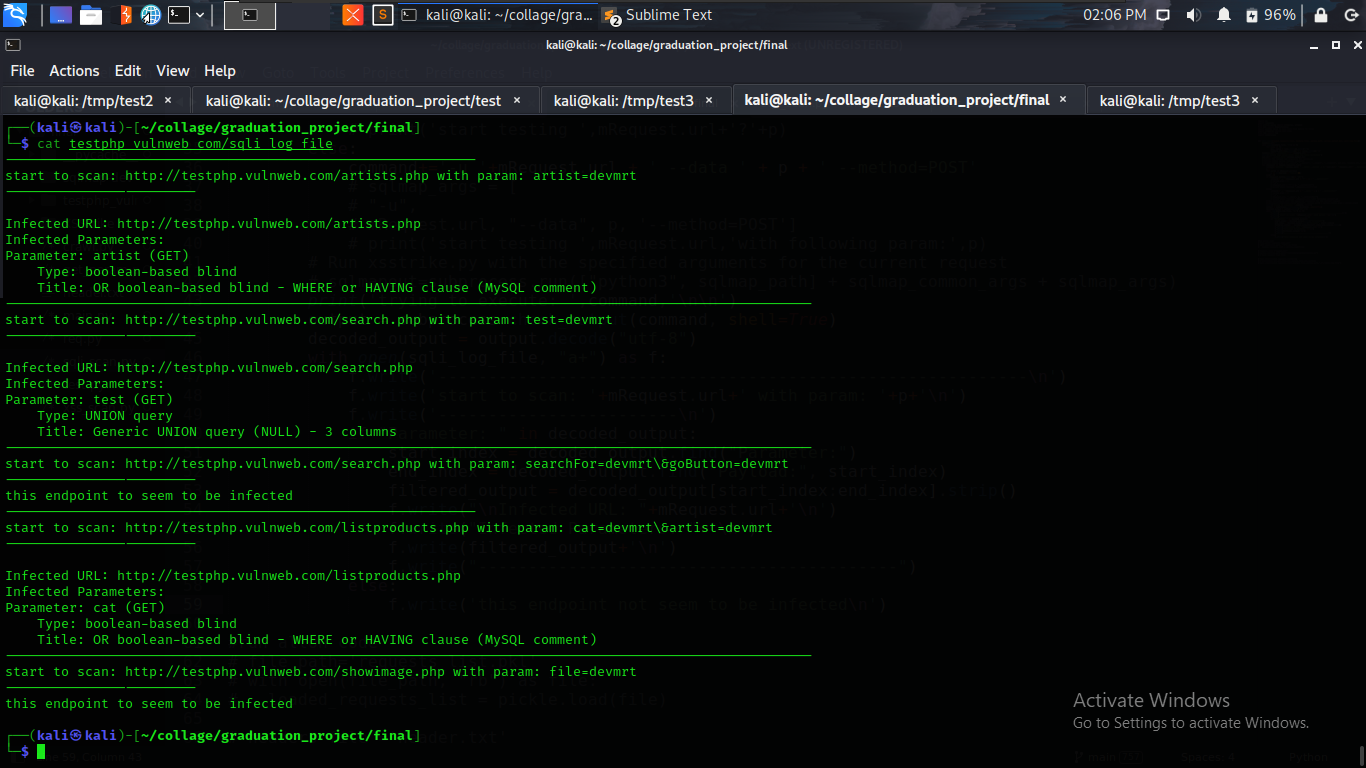 kali@kali: ~/collage/gra...
2
Sublime Text
02:06 PM
96%
kali@kali: ~/collage/graduation_project/final
File Actions Edit View Help
kali@kali: /tmp/test2 ×
kali@kali: ~/collage/graduation_project/test ×
kali@kali: /tmp/test3 ×
kali@kali: ~/collage/graduation_project/final ×
kali@kali: /tmp/test3 ×
┌──(kali㉿kali)-[~/collage/graduation_project/final]
└─$ cat testphp_vulnweb_com/sqli_log_file
start to scan: http://testphp.vulnweb.com/artists.php with param: artist=devmrt
Infected URL: http://testphp.vulnweb.com/artists.php
Infected Parameters:
Parameter: artist (GET)
Type: boolean-based blind
Title: OR boolean-based blind - WHERE or HAVING clause (MySQL comment)
start to scan: http://testphp.vulnweb.com/search.php with param: test=devmrt
Infected URL: http://testphp.vulnweb.com/search.php
Infected Parameters:
Parameter: test (GET)
Type: UNION query
Title: Generic UNION query (NULL) - 3 columns
start to scan: http://testphp.vulnweb.com/search.php with param: searchFor=devmrt\&goButton=devmrt
this endpoint to seem to be infected
start to scan: http://testphp.vulnweb.com/listproducts.php with param: cat=devmrt\&artist=devmrt
Infected URL: http://testphp.vulnweb.com/listproducts.php
Infected Parameters:
Parameter: cat (GET)
Type: boolean-based blind
Title: OR boolean-based blind - WHERE or HAVING clause (MySQL comment)
start to scan: http://testphp.vulnweb.com/showimage.php with param: file=devmrt
this endpoint to seem to be infected
┌──(kali㉿kali)-[~/collage/graduation_project/final]
└─$
Activate Windows
Go to Settings to activate Windows.